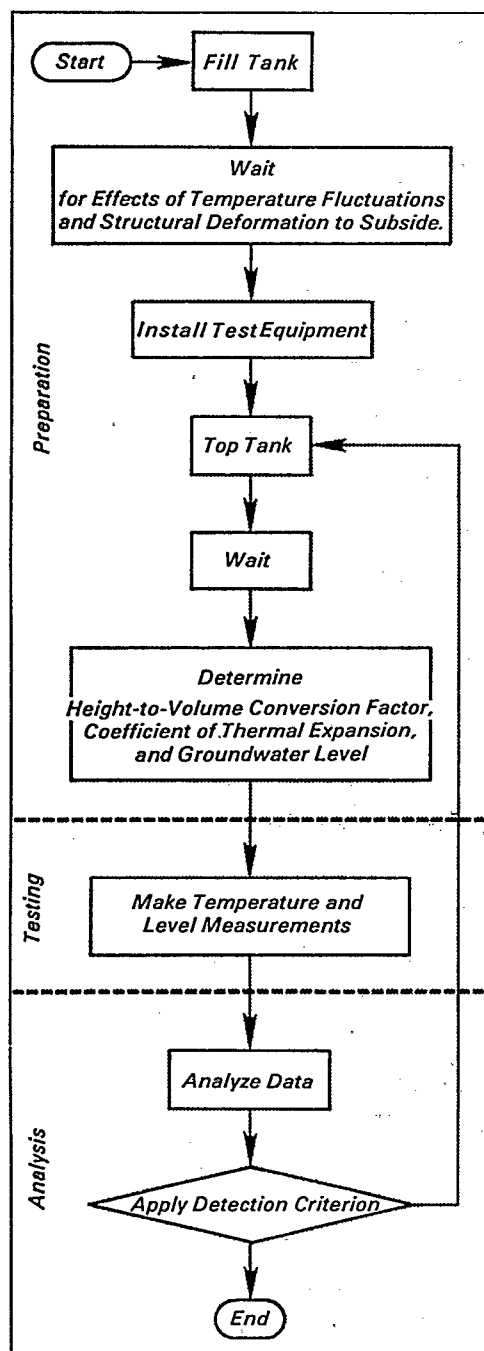 Start
Fill Tank
Wait
for Effects of Temperature Fluctuations
and Structural Deformation to Subside.
Install Test Equipment
Preparation
Top Tank
Wait
Determine
Height-to-Volume Conversion Factor,
Coefficient of Thermal Expansion,
and Groundwater Level
Testing
Make Temperature and
Level Measurements
Analysis
Analyze Data
Apply Detection Criterion
End